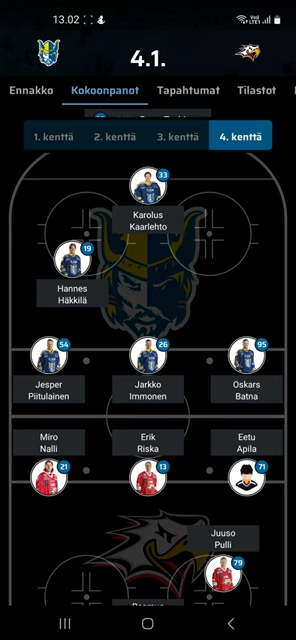 13.02
4.1.
Ennakko Kokoonpanot Tapahtumat Tilastot
1. kenttä 2. kenttä 3. kenttä 4. kenttä
33
Karolus
Kaarlehto
19
Hannes
Häkkilä
54 26 95
Jesper Jarkko Oskars
Piitulainen Immonen Batna
Miro Erik Eetu
Nalli Riska Apila
21 13 71
Juuso
Pulli
79